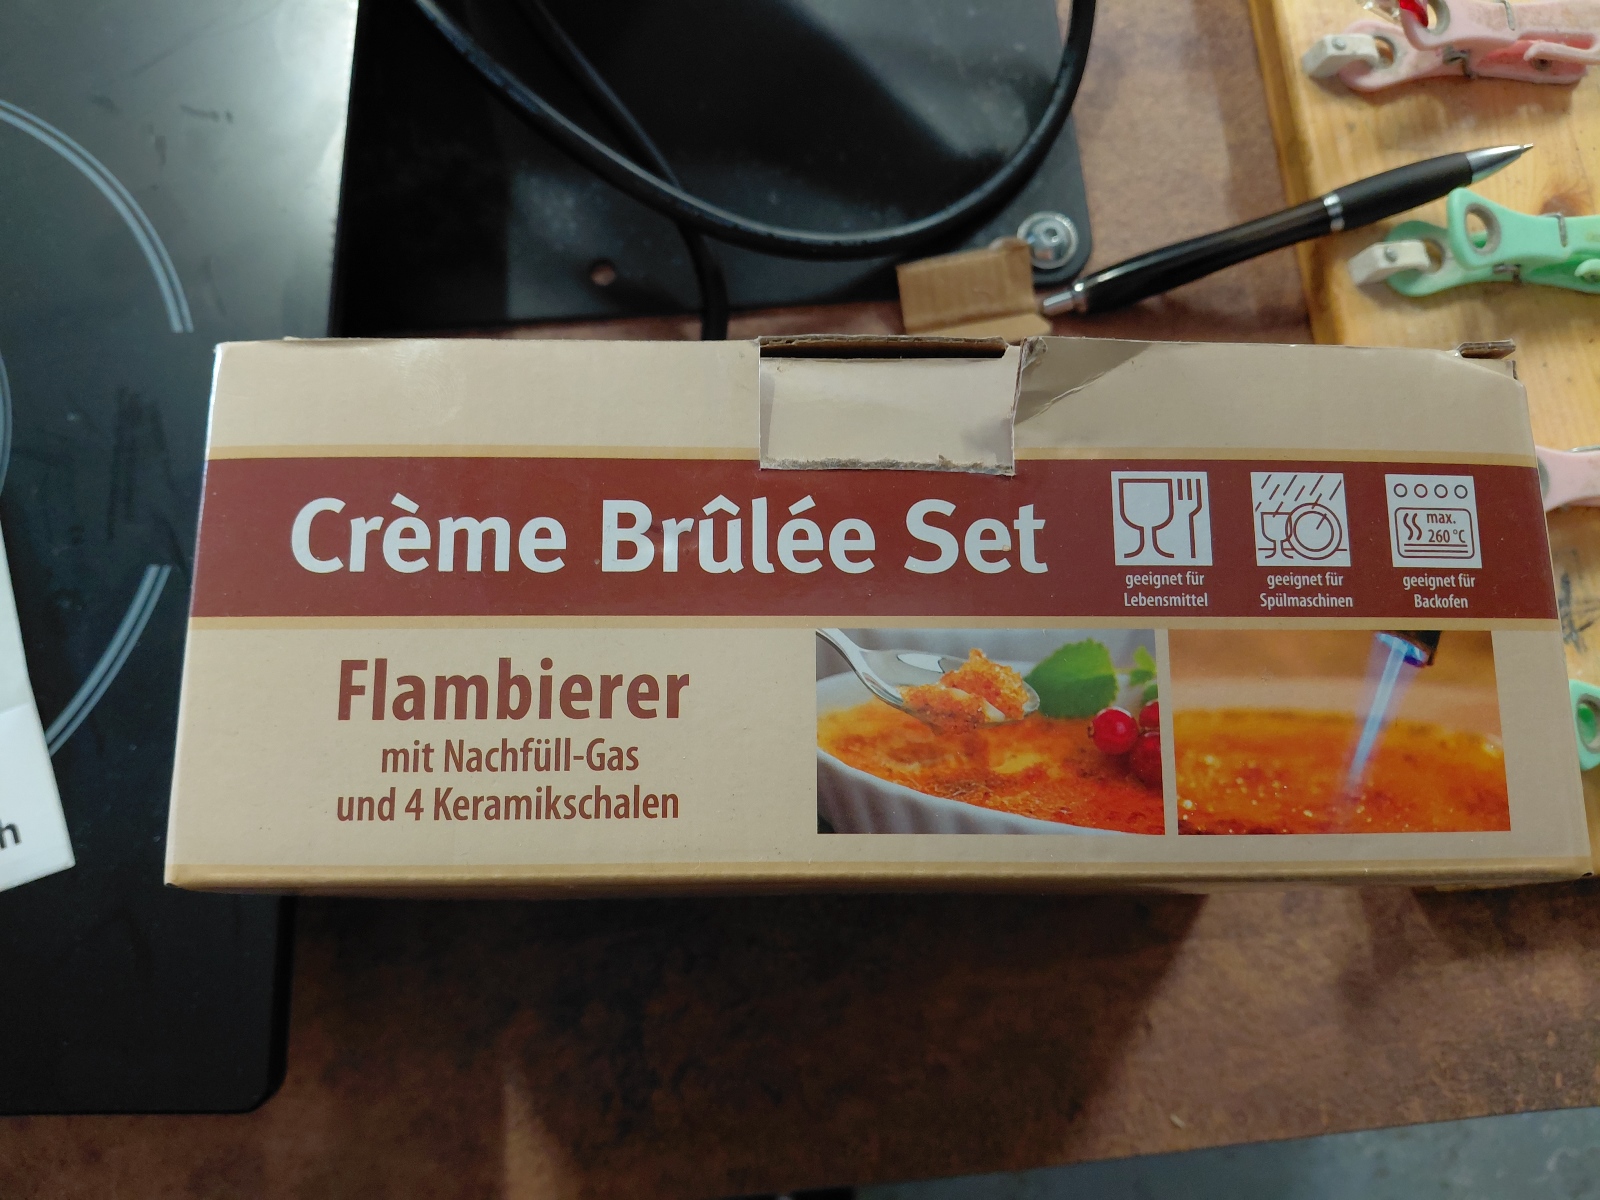 Crème Brûlée Set
geeignet für
Lebensmittel
geeignet für
Spülmaschinen
max.
260 °C
geeignet für
Backofen
Flambierer
mit Nachfüll-Gas
und 4 Keramikschalen
h